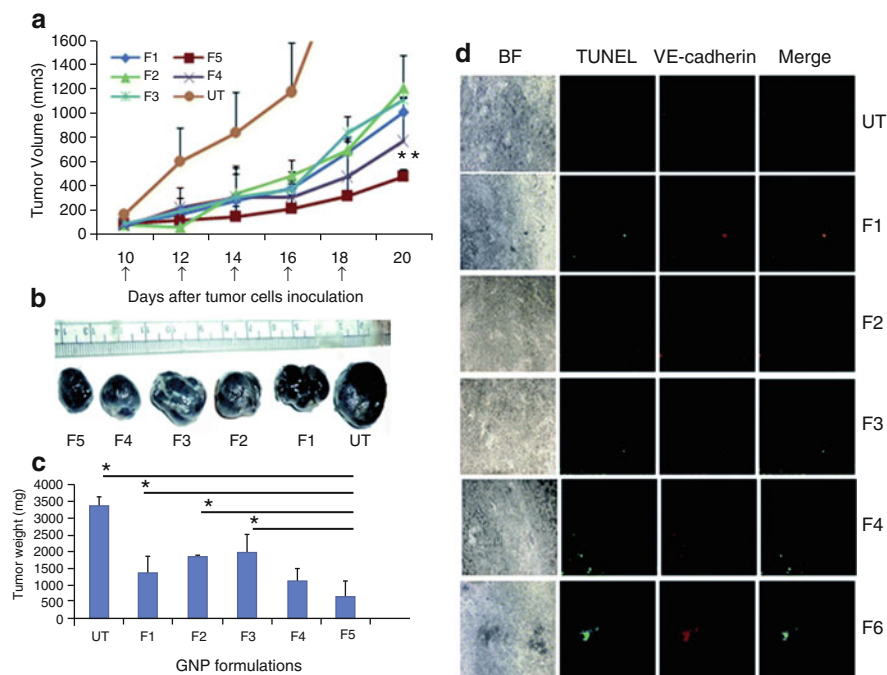 a
1600
1400
1200
1000
800
600
400
200
0
Tumor Volume (mm3)
F1 F5
F2 F4
F3 UT
**
10 12 14 16 18 20
↑ ↑ ↑ ↑ ↑
Days after tumor cells inoculation
b
F5 F4 F3 F2 F1 UT
c
4000
3500
3000
2500
2000
1500
1000
500
0
Tumor weight (mg)
*
*
*
*
UT F1 F2 F3 F4 F5
GNP formulations
d
BF TUNEL VE-cadherin Merge
UT
F1
F2
F3
F4
F6